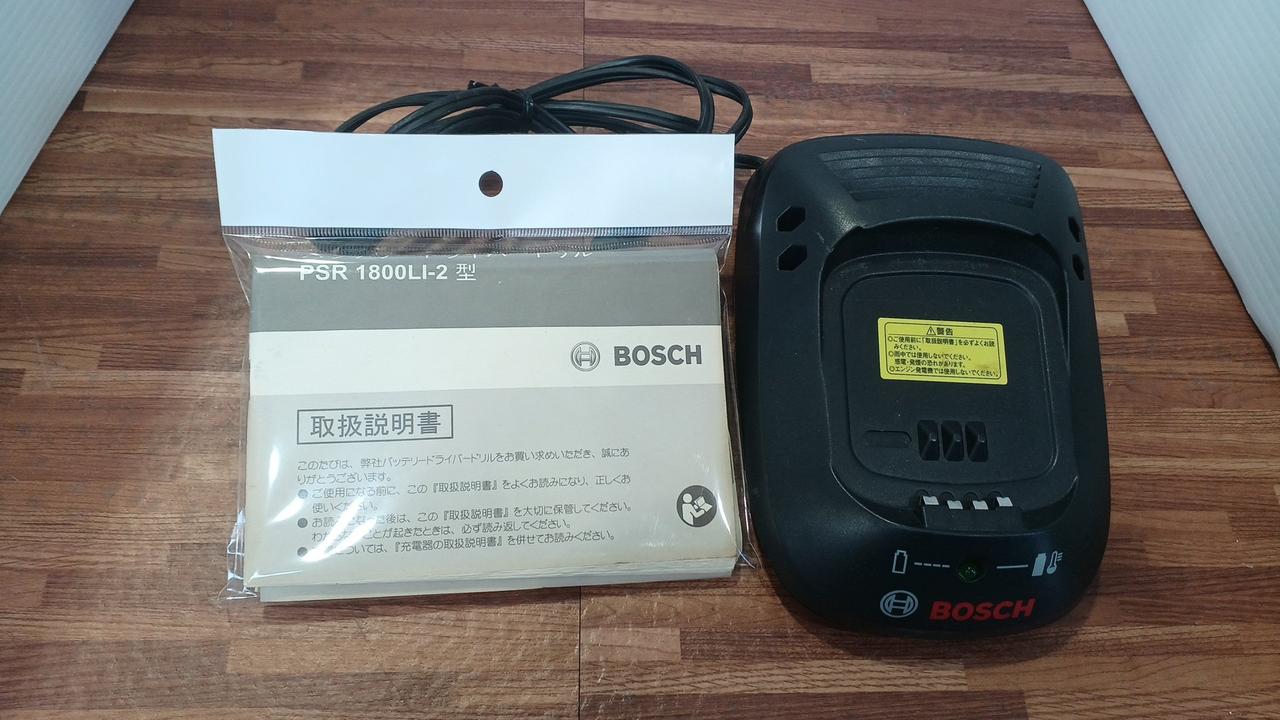 PSR 1800LI-2 型
BOSCH
取扱説明書
このたびは、弊社バッテリードライバードリルをお買い求めいただき、誠にあ
りがとうございます。
●ご使用になる前に、この『取扱説明書』をよくお読みになり、正しくお
使いください。
●お読みになった後は、この『取扱説明書』を大切に保管してください。
わからないことが起きたときは、必ず読み返してください。
については、『充電器の取扱説明書』を併せてお読みください。
警告
○ご使用前に「取扱説明書」を必ずよくお読
みください。
○雨中では使用しないでください。
感電・発煙の恐れがあります。
○エンジン発電機では使用しないでください。
BOSCH